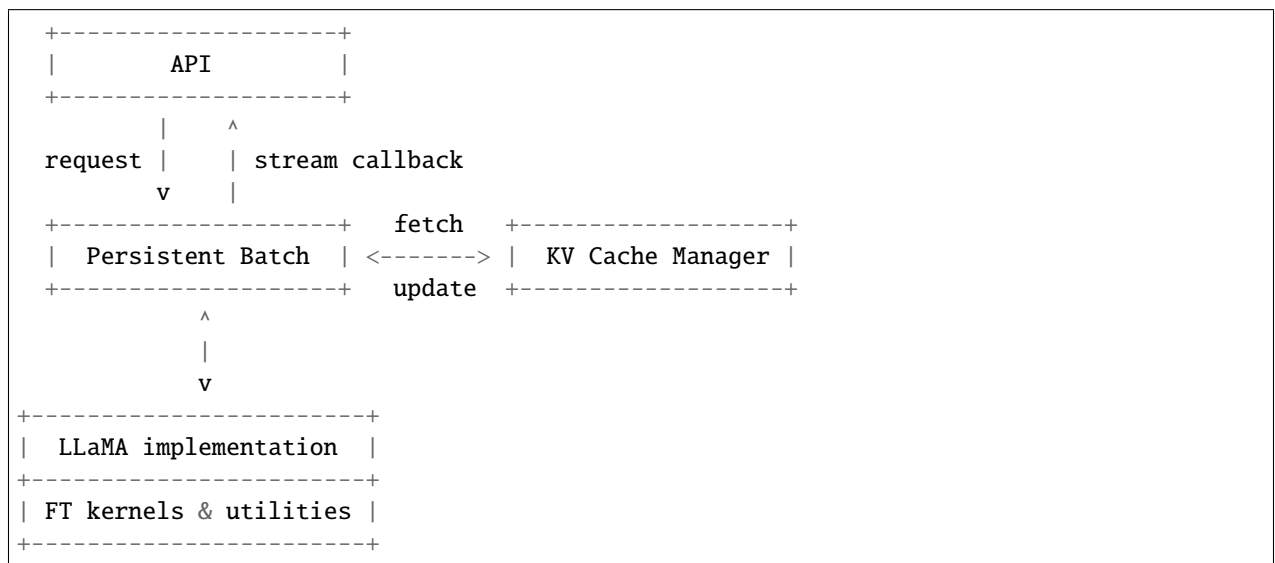 +--------------------+
|        API         |
+--------------------+
|    ^
request |    | stream callback
v    |
+--------------------+   fetch   +-------------------+
|  Persistent Batch  | <-------> |  KV Cache Manager |
+--------------------+   update  +-------------------+
^
|
v
+------------------------+
|  LLaMA implementation  |
+------------------------+
| FT kernels & utilities |
+------------------------+